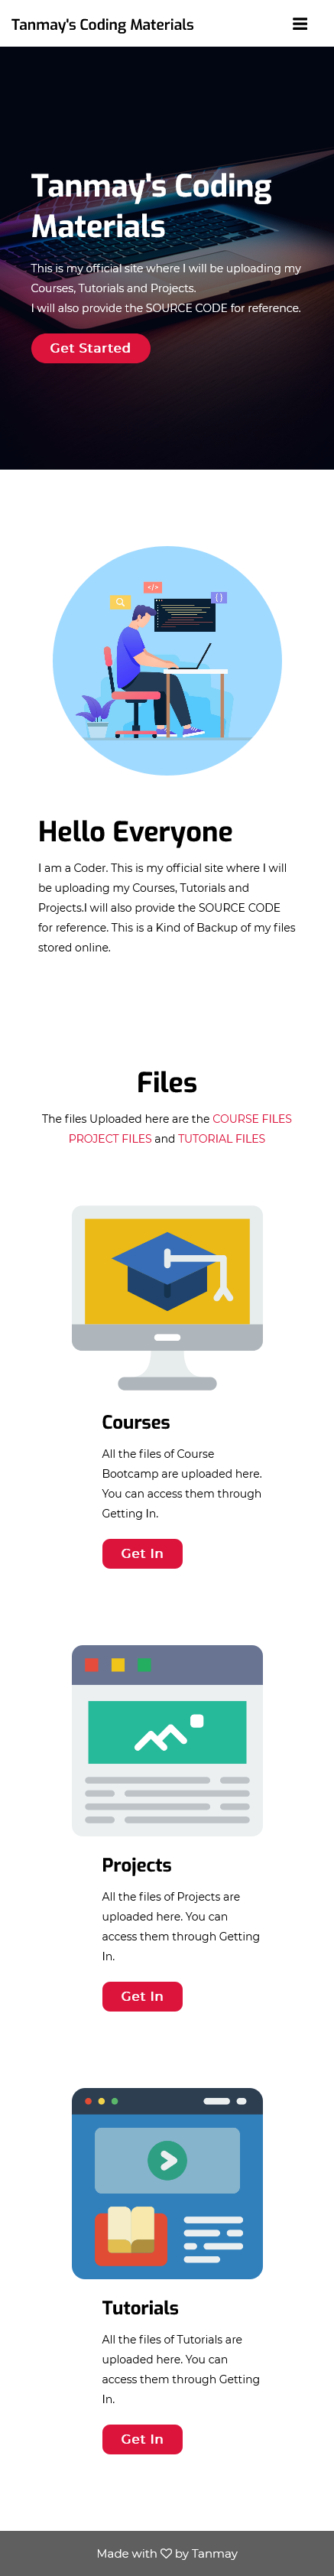 Tanmay's Coding Materials
Tanmay's Coding
Materials
This is my official site where I will be uploading my
Courses, Tutorials and Projects.
I will also provide the SOURCE CODE for reference.
Get Started
</>
{ }
Hello Everyone
I am a Coder. This is my official site where I will
be uploading my Courses, Tutorials and
Projects.I will also provide the SOURCE CODE
for reference. This is a Kind of Backup of my files
stored online.
Files
The files Uploaded here are the COURSE FILES
PROJECT FILES and TUTORIAL FILES
Courses
All the files of Course
Bootcamp are uploaded here.
You can access them through
Getting In.
Get In
Projects
All the files of Projects are
uploaded here. You can
access them through Getting
In.
Get In
Tutorials
All the files of Tutorials are
uploaded here. You can
access them through Getting
In.
Get In
Made with ♡ by Tanmay